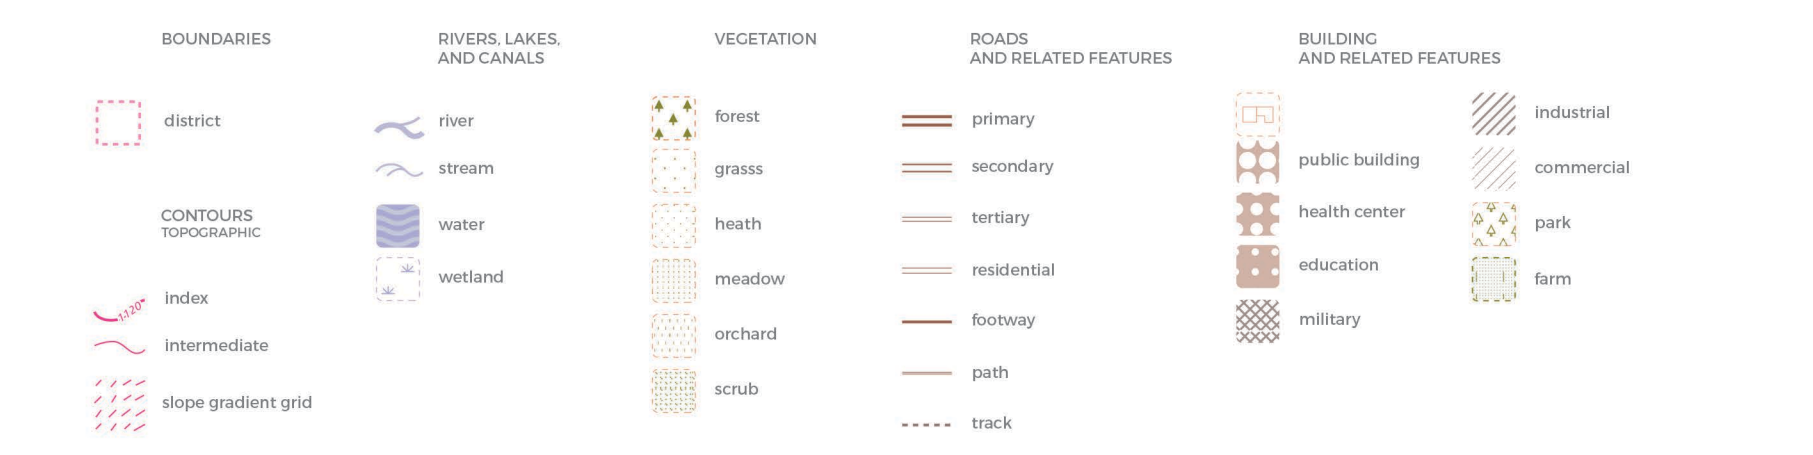 BOUNDARIES
district
CONTOURS
TOPOGRAPHIC
1-120
index
intermediate
slope gradient grid
RIVERS, LAKES,
AND CANALS
river
stream
water
wetland
VEGETATION
forest
grasss
heath
meadow
orchard
scrub
ROADS
AND RELATED FEATURES
primary
secondary
tertiary
residential
footway
path
track
BUILDING
AND RELATED FEATURES
public building
health center
education
military
industrial
commercial
park
farm